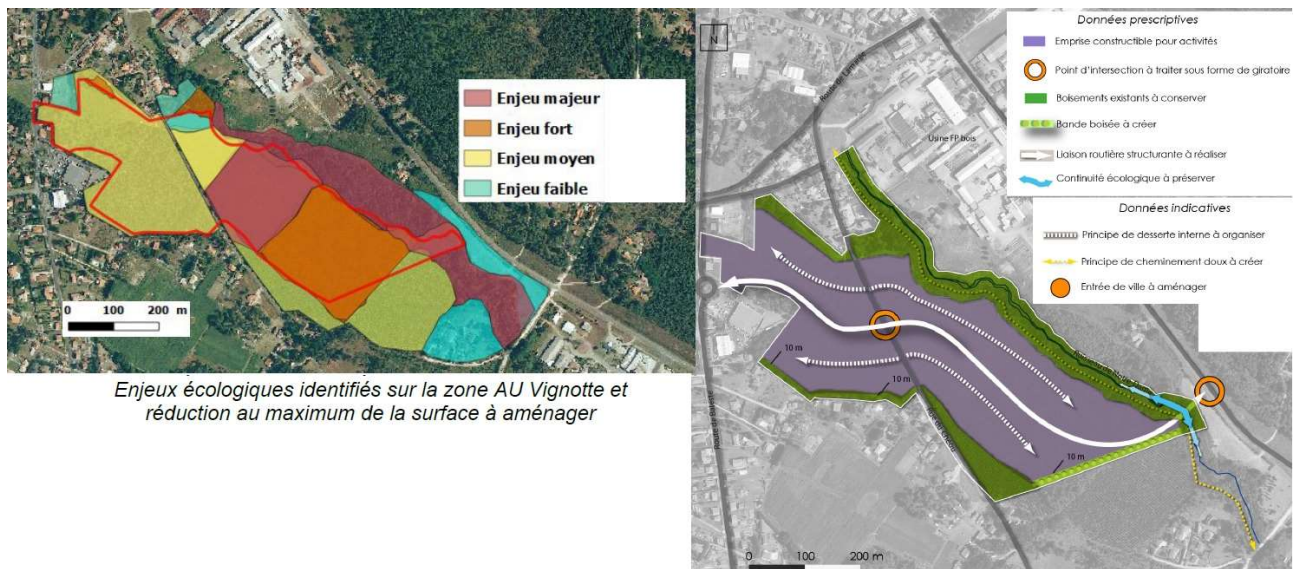 Enjeu majeur
Enjeu fort
Enjeu moyen
Enjeu faible
0 100 200 m
Enjeux écologiques identifiés sur la zone AU Vignotte et
réduction au maximum de la surface à aménager
N
Données prescriptives
Emprise constructible pour activités
Point d'intersection à traiter sous forme de giratoire
Boisements existants à conserver
Bande boisée à créer
Liaison routière structurante à réaliser
Continuité écologique à préserver
Données indicatives
Principe de desserte interne à organiser
Principe de cheminement doux à créer
Entrée de ville à aménager
Usine FP bois
10 m
10 m
10 m
0 100 200 m